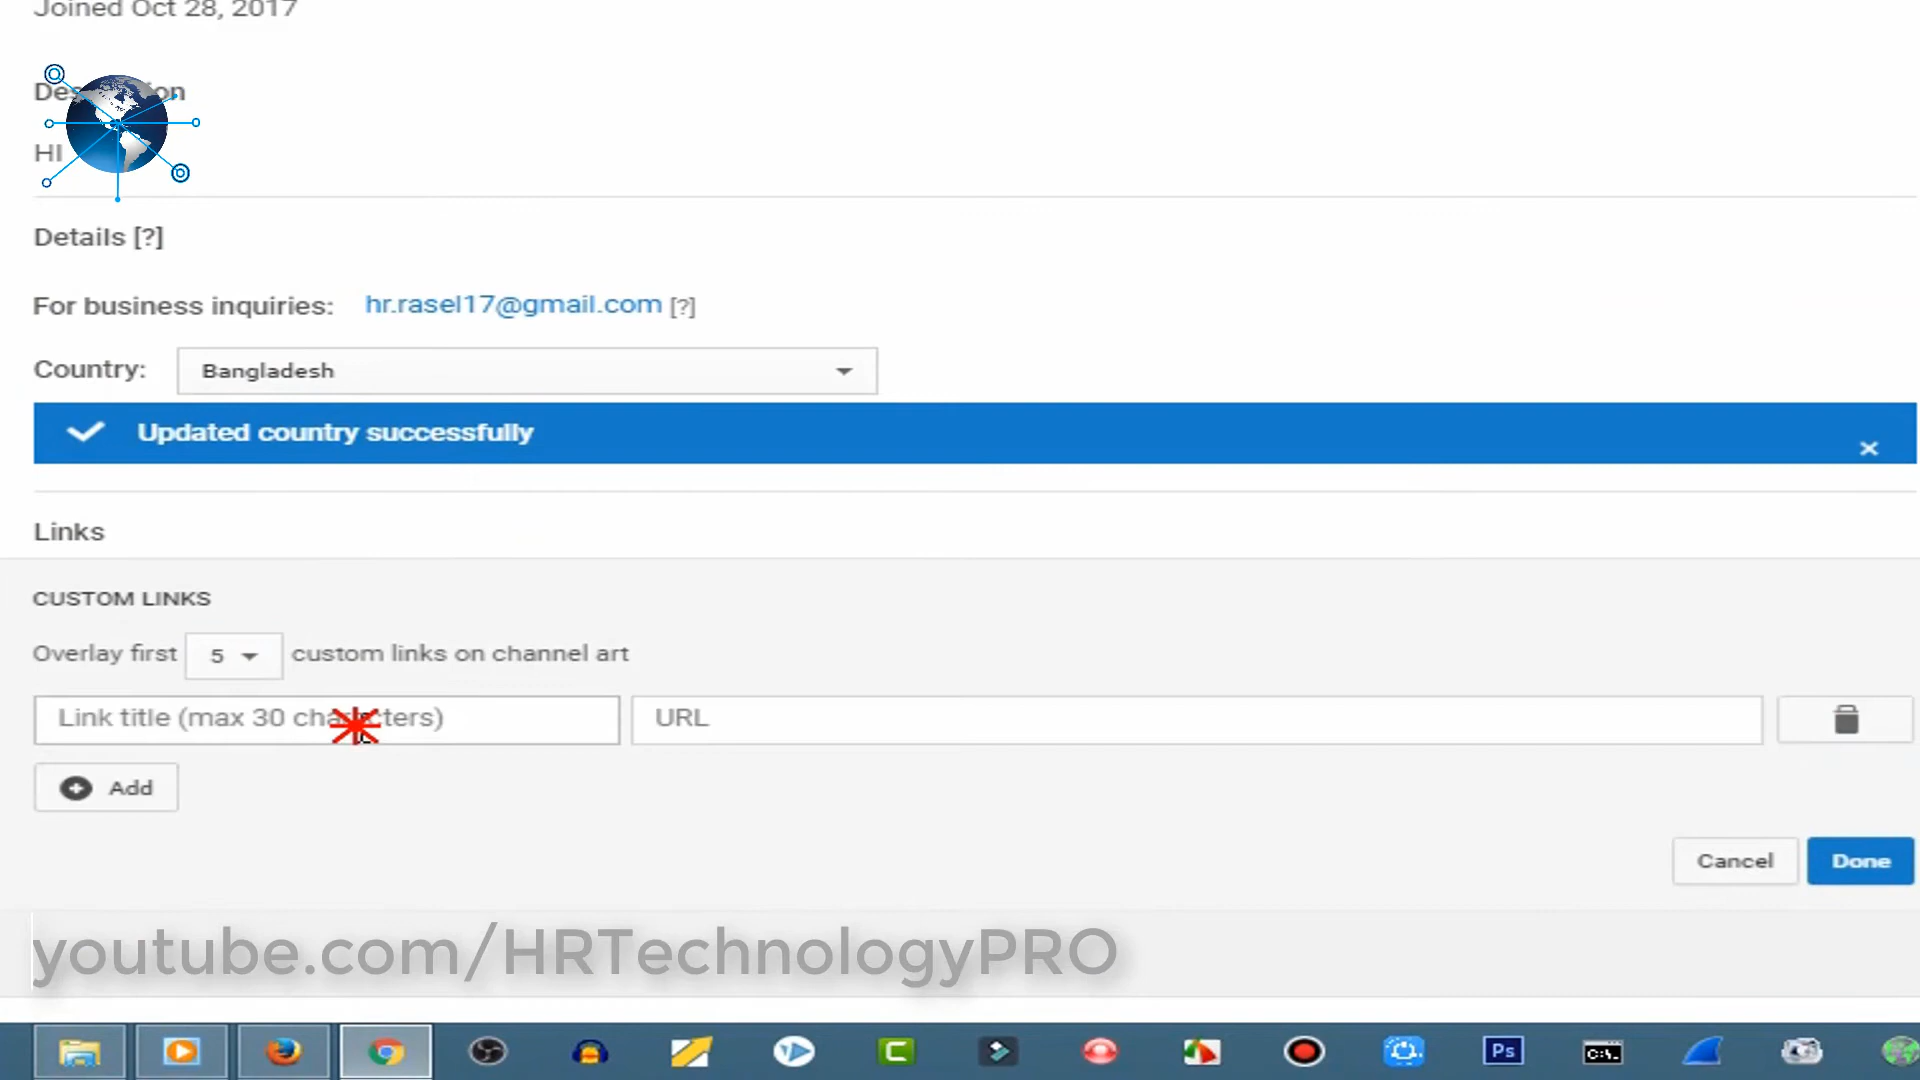 Joined Oct 28, 2017
HI
Details [?]
For business inquiries: hr.rasel17@gmail.com [?]
Country: Bangladesh
Updated country successfully
Links
CUSTOM LINKS
Overlay first 5 custom links on channel art
Link title (max 30 characters) URL
Add
Cancel Done
youtube.com/HRTechnologyPRO
Ps
C:\.